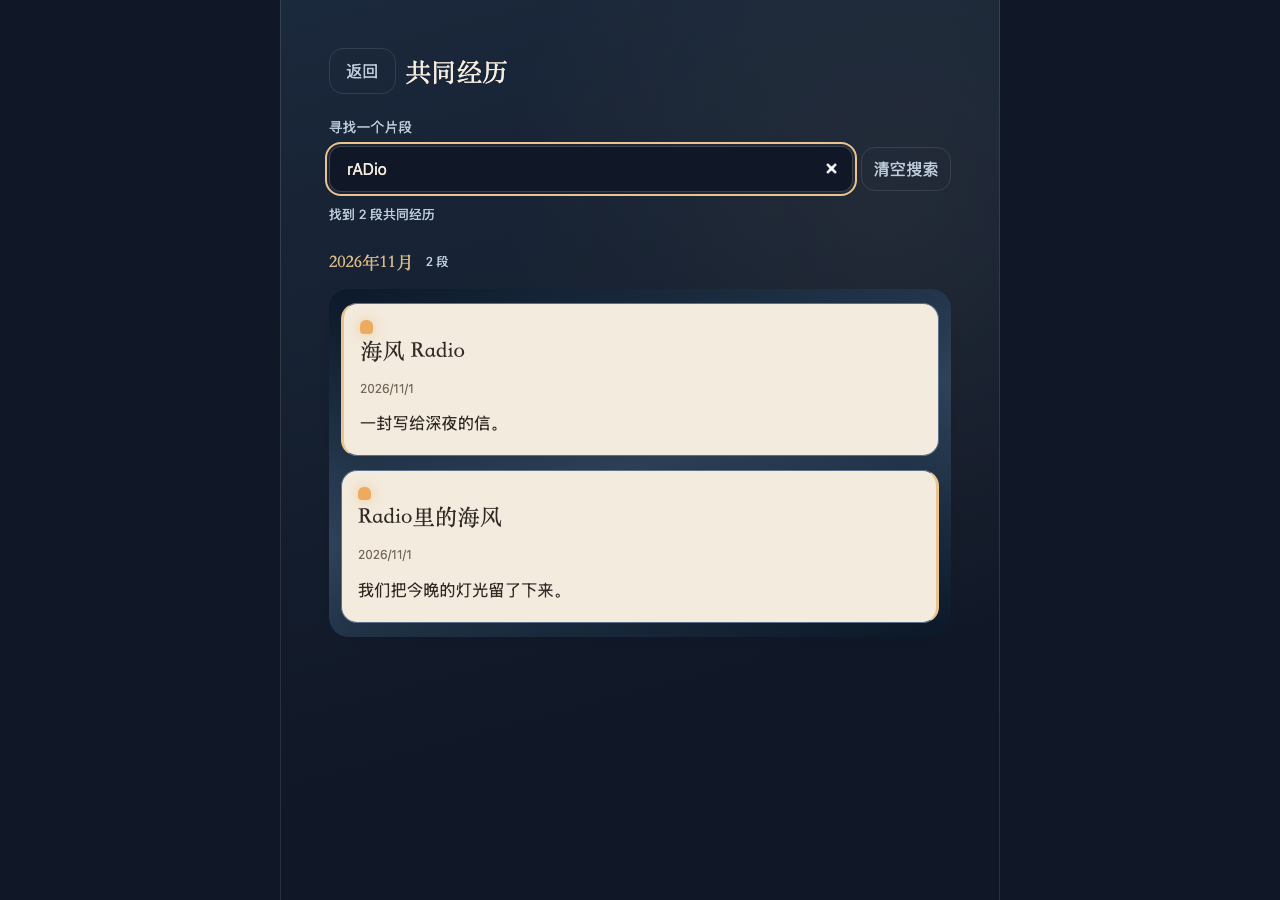 返回
共同经历
寻找一个片段
rADio
清空搜索
找到 2 段共同经历
2026年11月 2 段
海风 Radio
2026/11/1
一封写给深夜的信。
Radio里的海风
2026/11/1
我们把今晚的灯光留了下来。